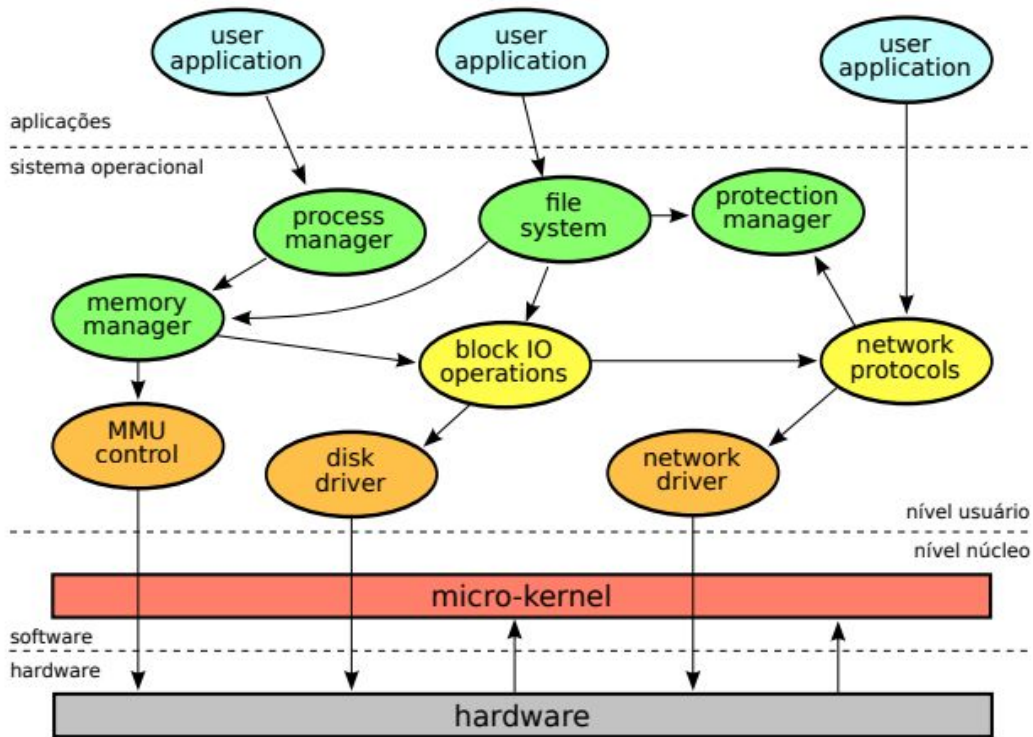 user
application
user
application
user
application
aplicações
sistema operacional
process
manager
file
system
protection
manager
memory
manager
block IO
operations
network
protocols
MMU
control
disk
driver
network
driver
nível usuário
nível núcleo
micro-kernel
software
hardware
hardware